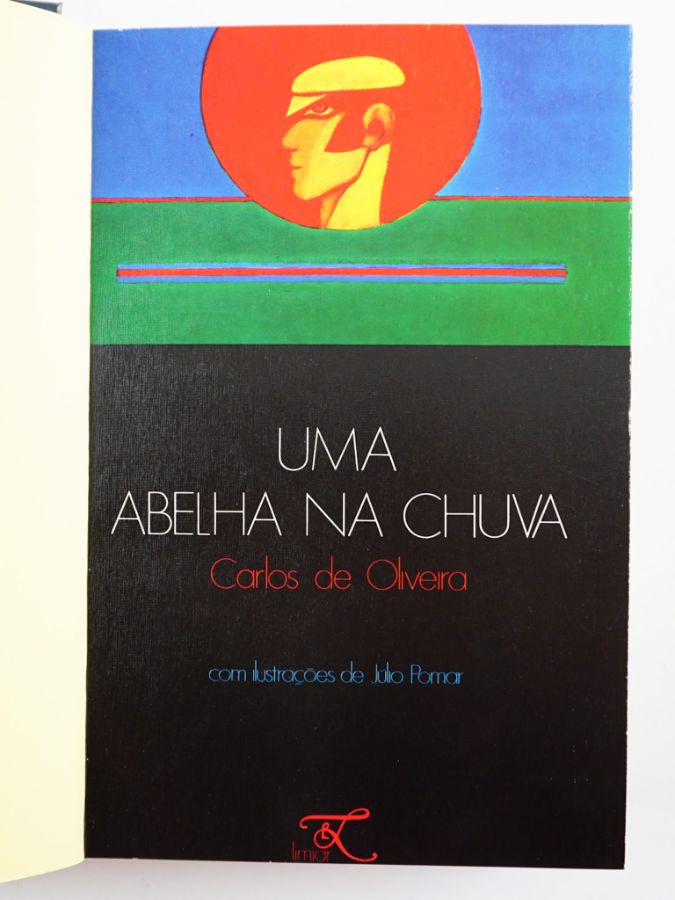 UMA
ABELHA NA CHUVA
Carlos de Oliveira
com ilustrações de Júlio Pomar
limiar